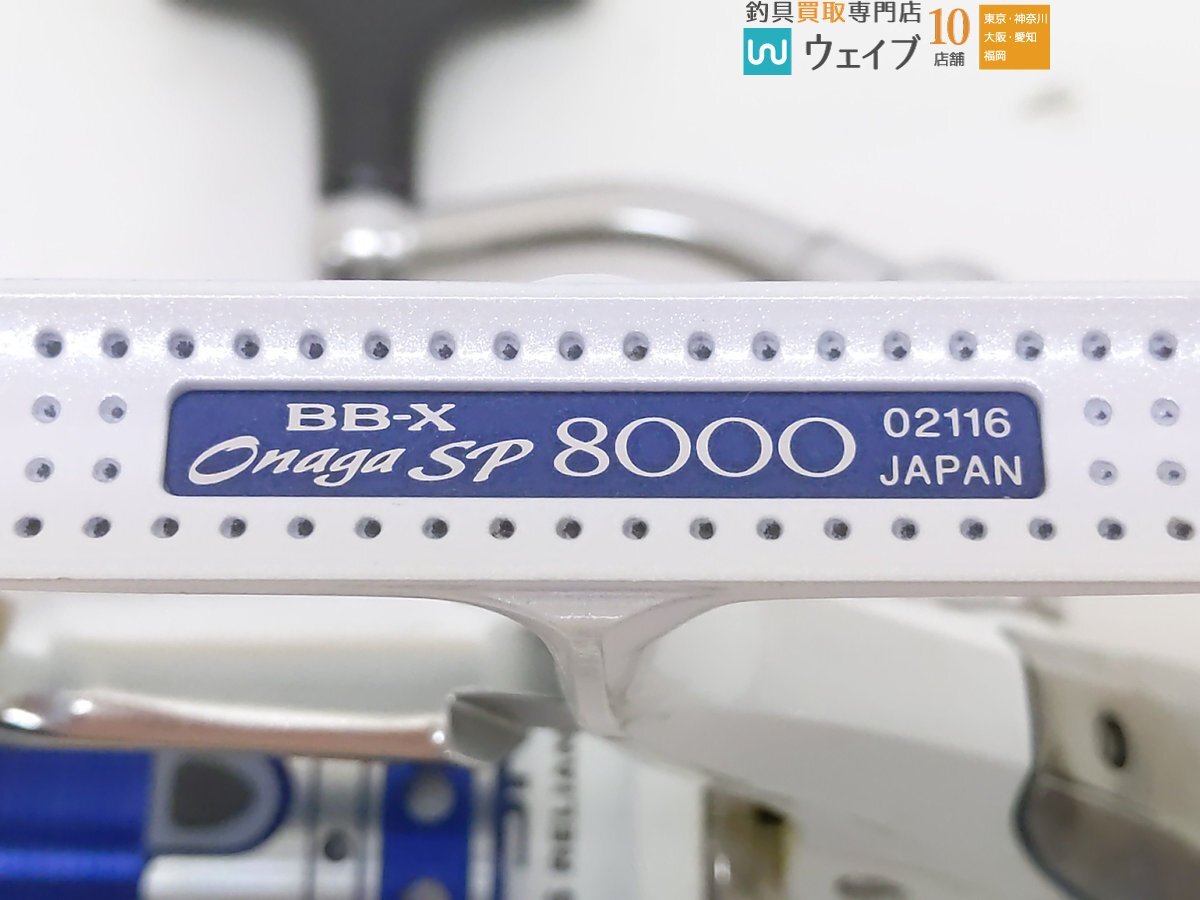 釣具買取専門店
ウェイブ
10
店舗
東京・神奈川
大阪・愛知
福岡
BB-X
Onaga SP 8000
02116
JAPAN
RELIAN